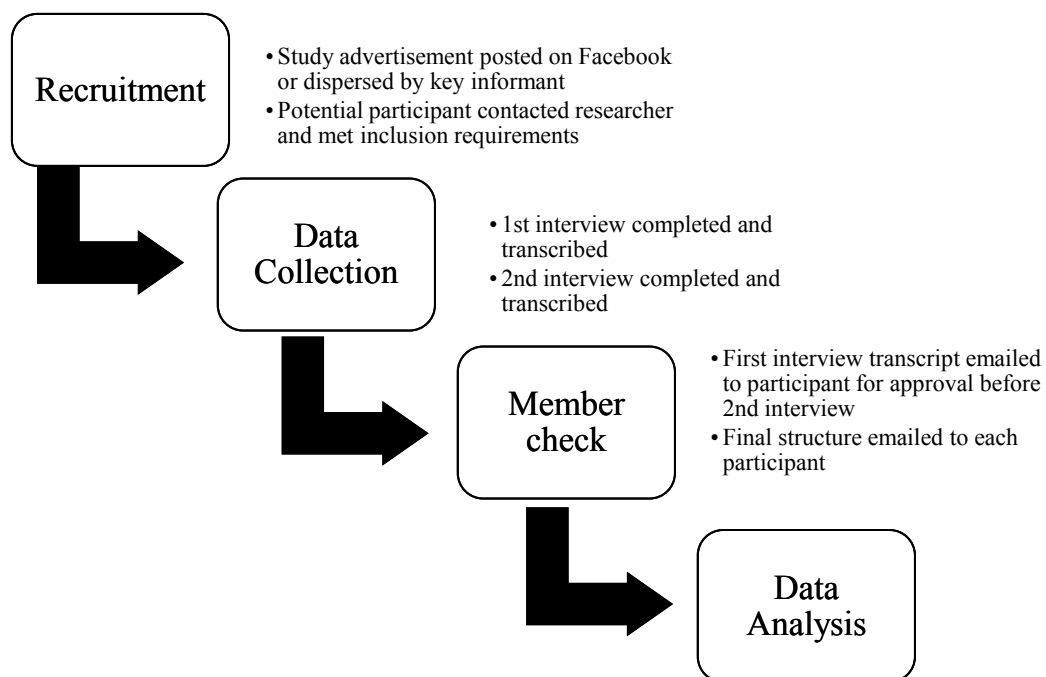 Recruitment
• Study advertisement posted on Facebook
or dispersed by key informant
• Potential participant contacted researcher
and met inclusion requirements
Data
Collection
• 1st interview completed and
transcribed
• 2nd interview completed and
transcribed
Member
check
• First interview transcript emailed
to participant for approval before
2nd interview
• Final structure emailed to each
participant
Data
Analysis